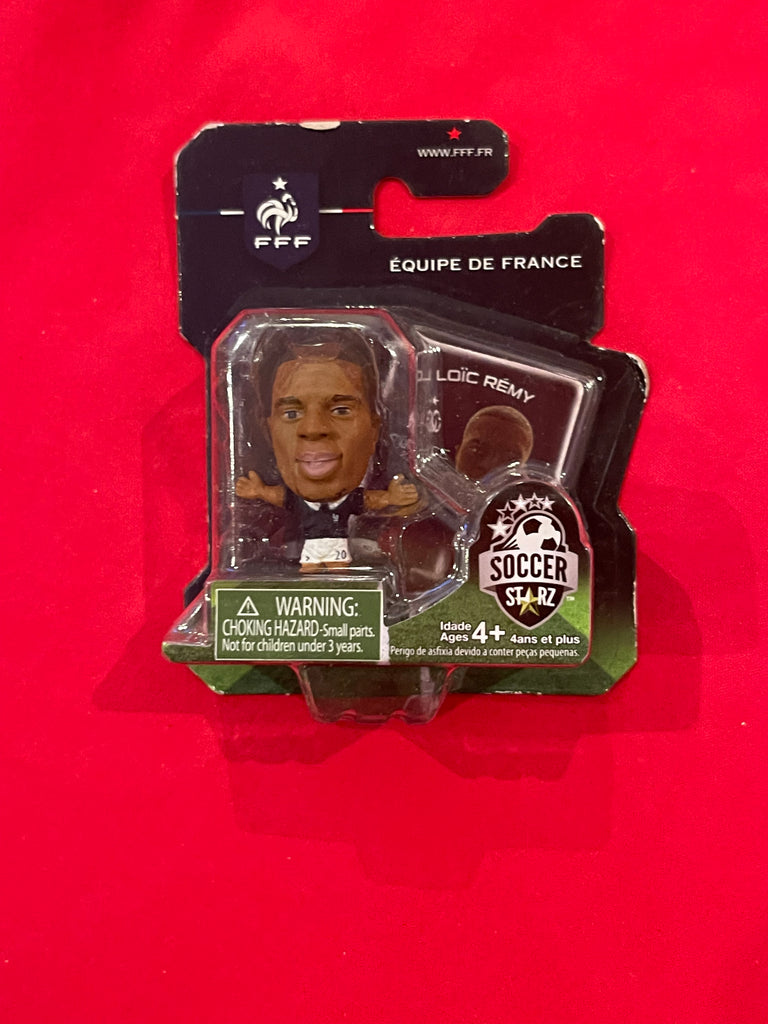 WWW.FFF.FR
FFF
ÉQUIPE DE FRANCE
LOÏC RÉMY
20
SOCCER
STARZ™
WARNING:
CHOKING HAZARD-Small parts.
Not for children under 3 years.
Idade
Ages 4+ 4ans et plus
Perigo de asfixia devido a conter peças pequenas.